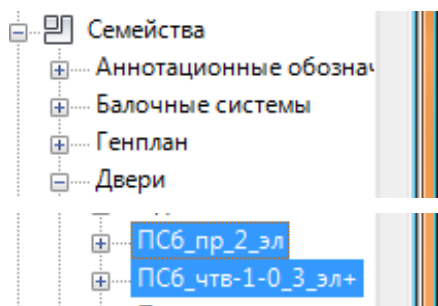 Семейства
Аннотационные обознач
Балочные системы
Генплан
Двери
ПС6_пр_2_эл
ПС6_чтв-1-0_3_эл+